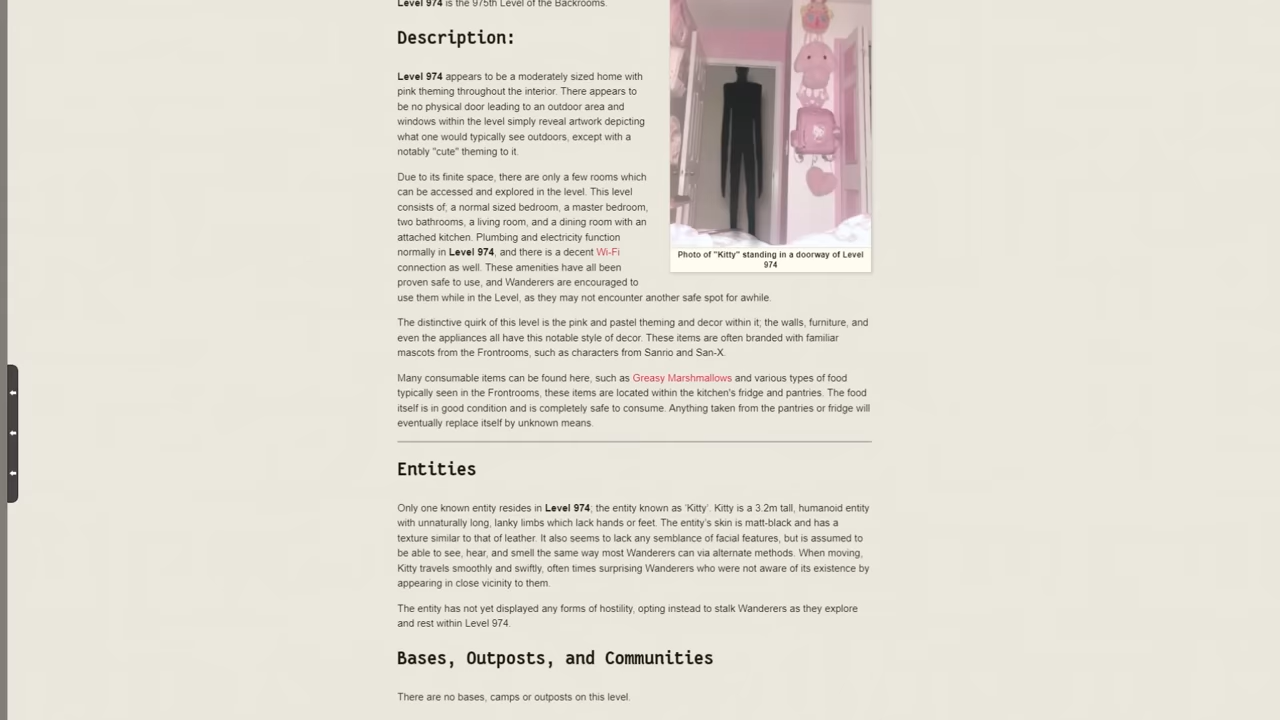 Level 974 is the 975th Level of the Backrooms.
Description:
Level 974 appears to be a moderately sized home with
pink theming throughout the interior. There appears to
be no physical door leading to an outdoor area and
windows within the level simply reveal artwork depicting
what one would typically see outdoors, except with a
notably "cute" theming to it.
Due to its finite space, there are only a few rooms which
can be accessed and explored in the level. This level
consists of; a normal sized bedroom, a master bedroom,
two bathrooms, a living room, and a dining room with an
attached kitchen. Plumbing and electricity function
normally in Level 974, and there is a decent Wi-Fi
connection as well. These amenities have all been
proven safe to use, and Wanderers are encouraged to
use them while in the Level, as they may not encounter another safe spot for awhile.
Photo of "Kitty" standing in a doorway of Level
974
The distinctive quirk of this level is the pink and pastel theming and decor within it; the walls, furniture, and
even the appliances all have this notable style of decor. These items are often branded with familiar
mascots from the Frontrooms, such as characters from Sanrio and San-X.
Many consumable items can be found here, such as Greasy Marshmallows and various types of food
typically seen in the Frontrooms, these items are located within the kitchen's fridge and pantries. The food
itself is in good condition and is completely safe to consume. Anything taken from the pantries or fridge will
eventually replace itself by unknown means.
Entities
Only one known entity resides in Level 974; the entity known as 'Kitty'. Kitty is a 3.2m tall, humanoid entity
with unnaturally long, lanky limbs which lack hands or feet. The entity's skin is matt-black and has a
texture similar to that of leather. It also seems to lack any semblance of facial features, but is assumed to
be able to see, hear, and smell the same way most Wanderers can via alternate methods. When moving,
Kitty travels smoothly and swiftly, often times surprising Wanderers who were not aware of its existence by
appearing in close vicinity to them.
The entity has not yet displayed any forms of hostility, opting instead to stalk Wanderers as they explore
and rest within Level 974.
Bases, Outposts, and Communities
There are no bases, camps or outposts on this level.